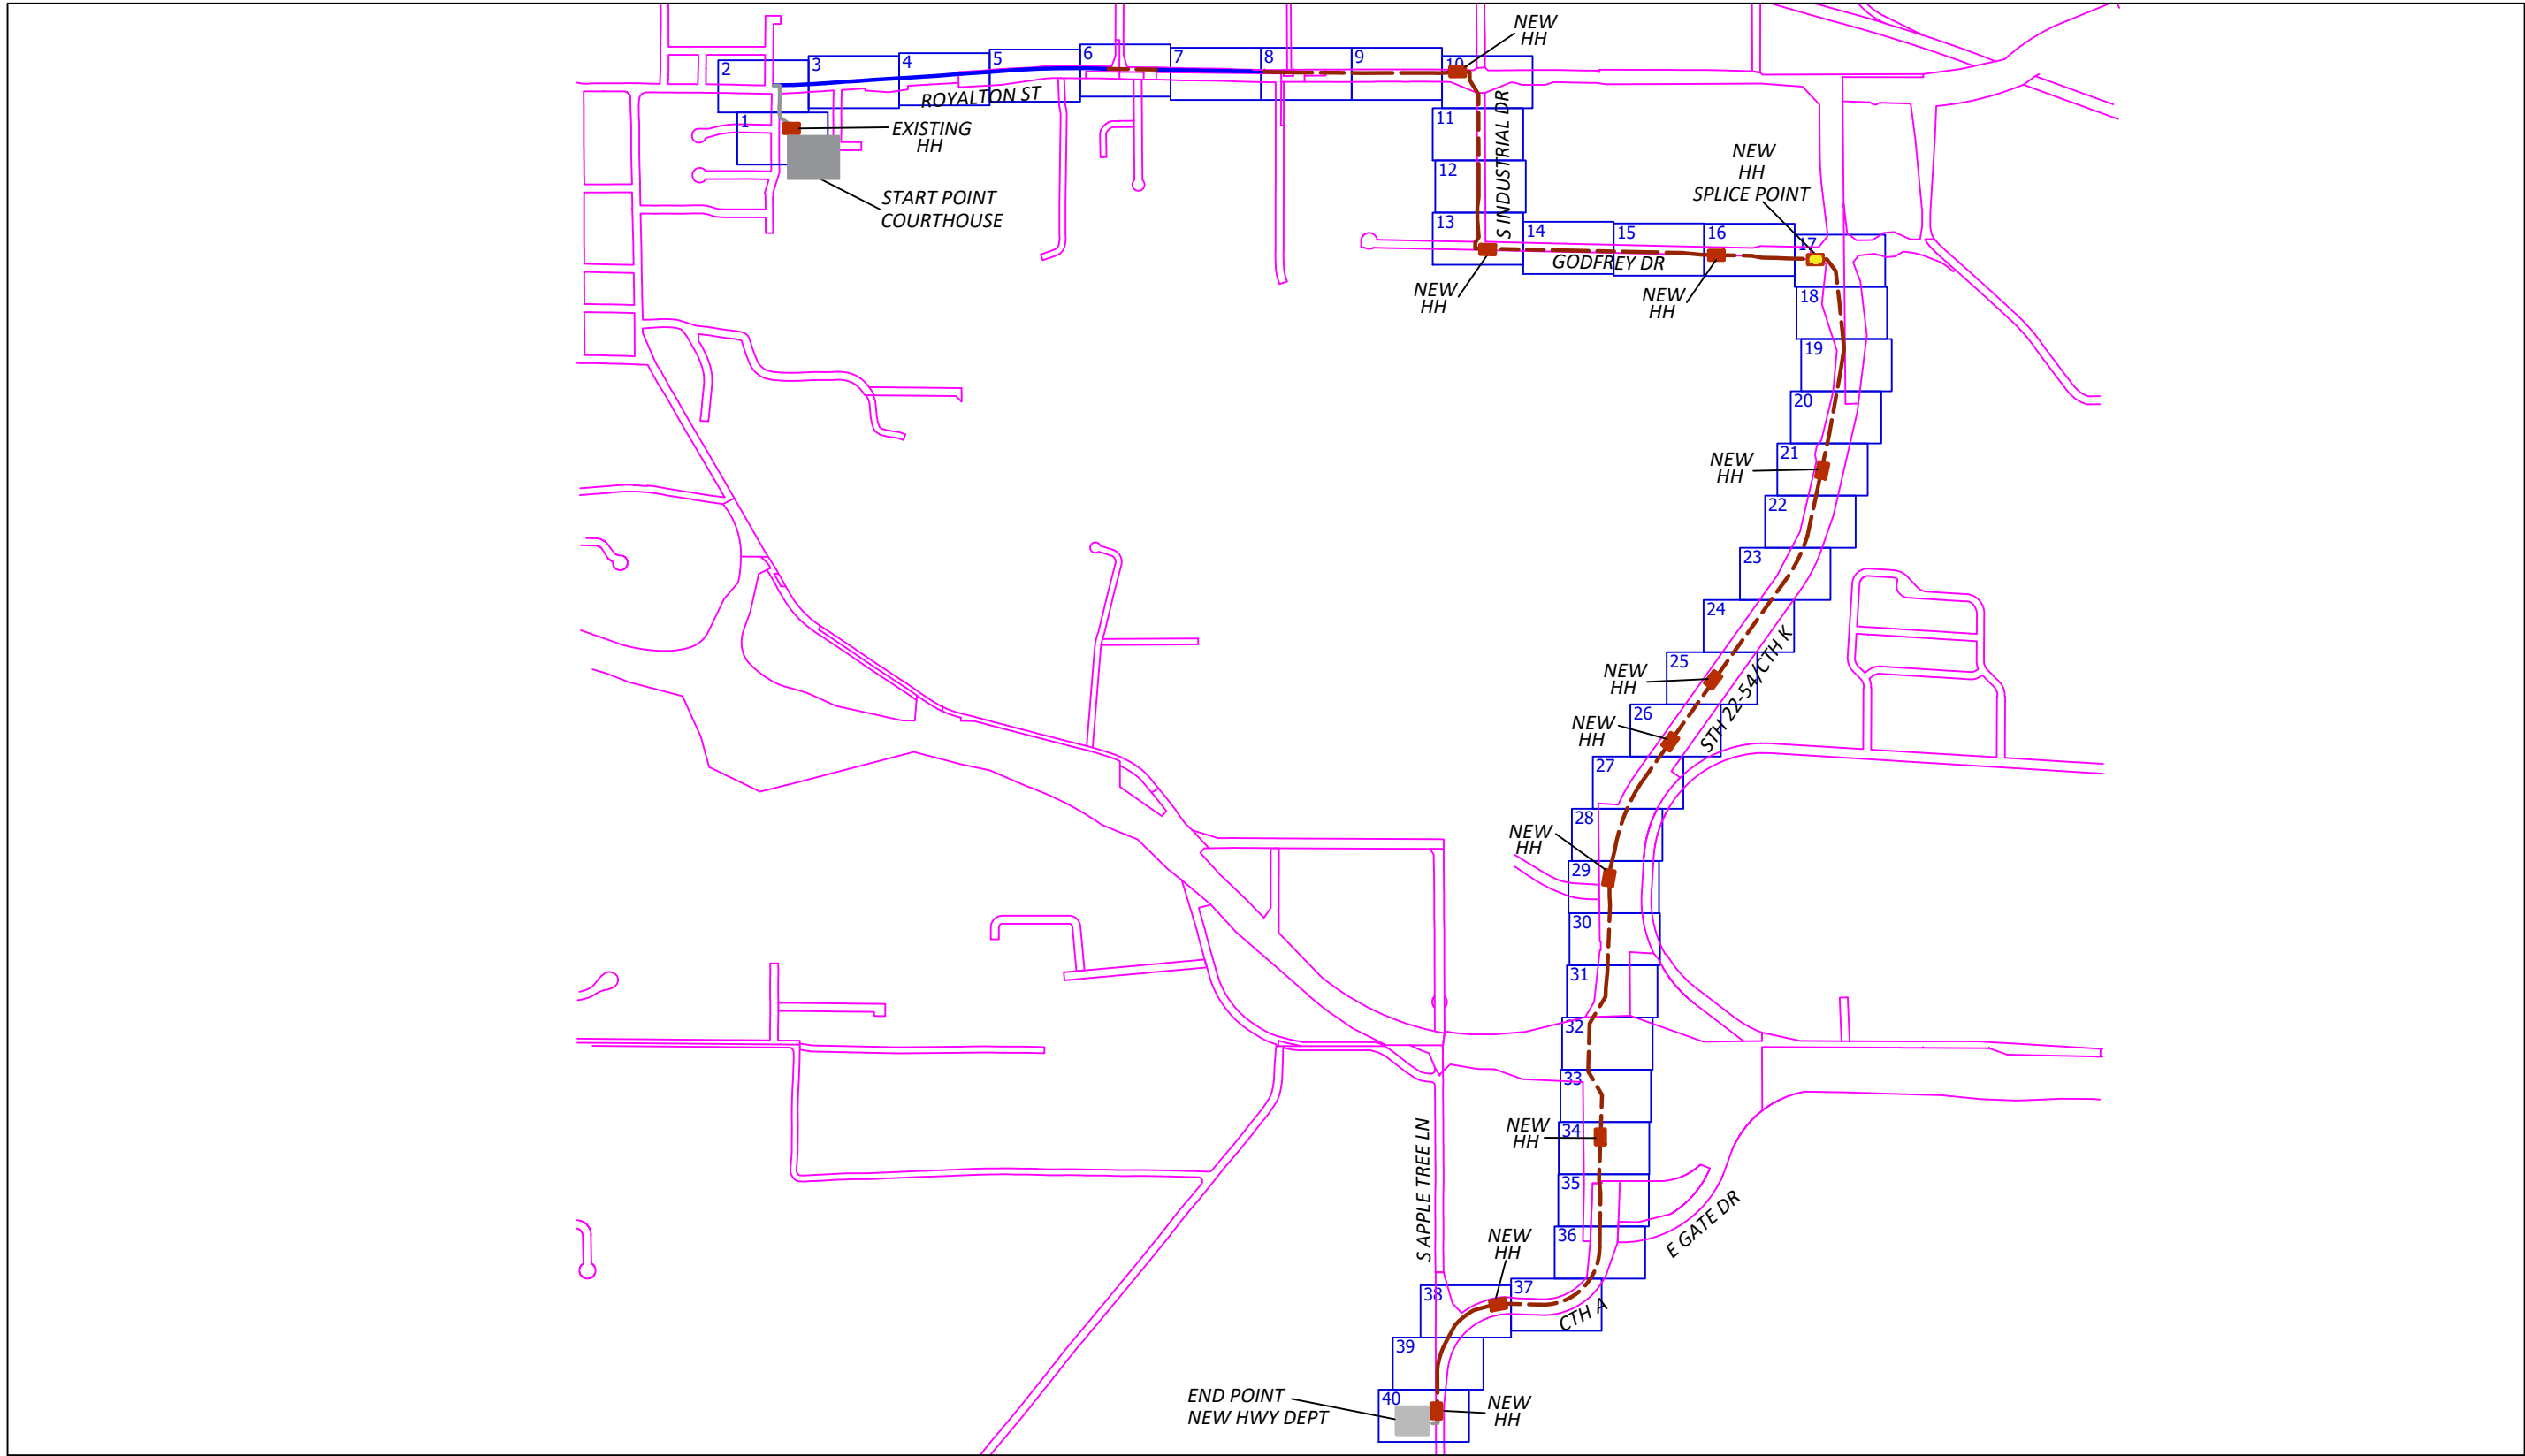 NEW
HH
2
3
4
5
6
7
8
9
10
ROYALTON ST
1
EXISTING
HH
START POINT
COURTHOUSE
11
12
13
S INDUSTRIAL DR
NEW
HH
SPLICE POINT
14
15
16
17
GODFREY DR
NEW
HH
NEW
HH
18
19
20
21
NEW
HH
22
23
24
25
NEW
HH
STH 22-54/CTH K
26
NEW
HH
27
28
NEW
HH
29
30
31
32
33
34
NEW
HH
35
S APPLE TREE LN
E GATE DR
36
NEW
HH
37
38
CTH A
39
40
END POINT
NEW HWY DEPT
NEW
HH